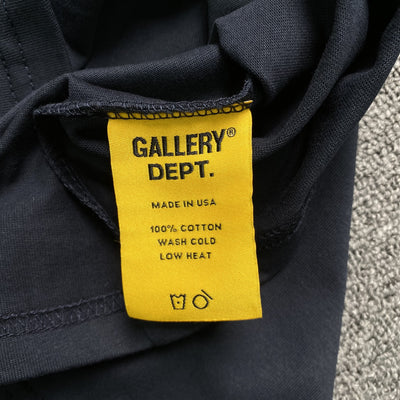 GALLERY®
DEPT.
MADE IN USA
100% COTTON
WASH COLD
LOW HEAT